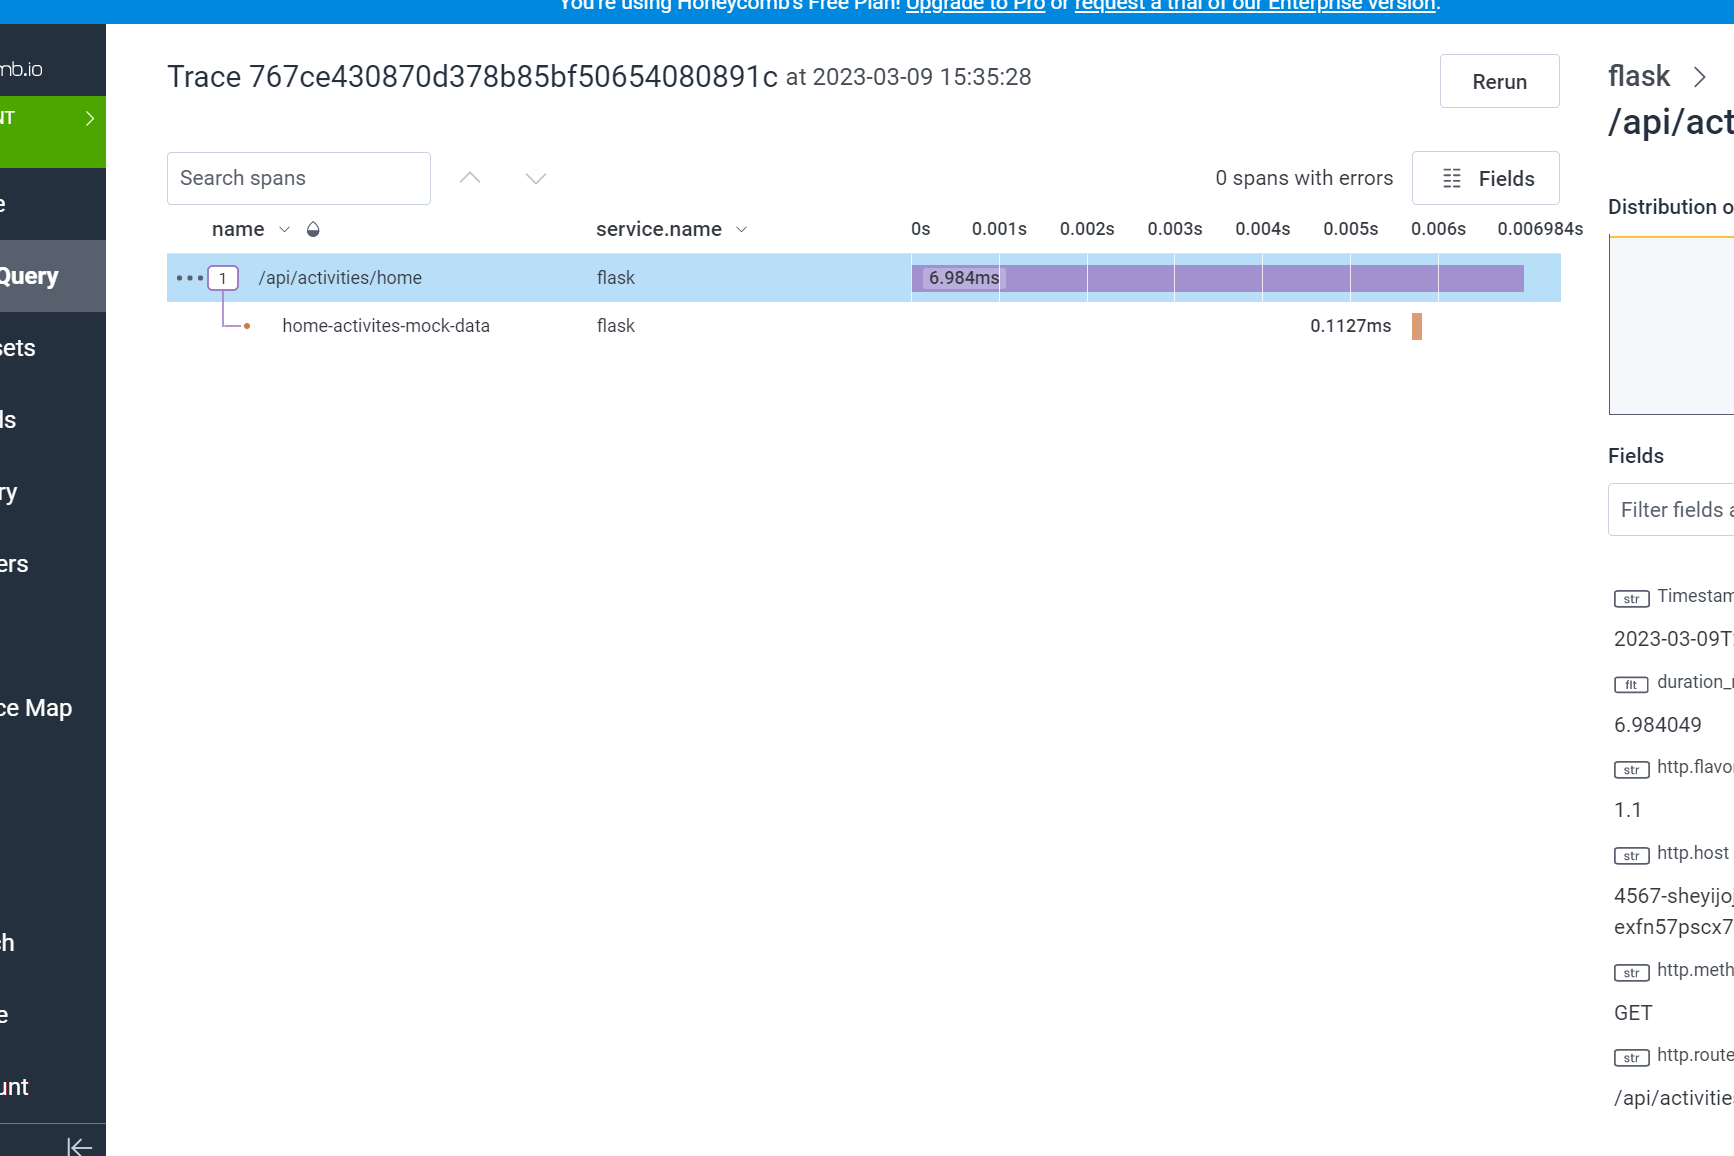 You're using Honeycomb's Free Plan! Upgrade to Pro or request a trial of our Enterprise version.
mb.io
NT
e
Query
sets
ls
ry
ers
ce Map
ch
e
unt
Trace 767ce430870d378b85bf50654080891c at 2023-03-09 15:35:28
Rerun
Search spans
0 spans with errors
Fields
name service.name 0s 0.001s 0.002s 0.003s 0.004s 0.005s 0.006s 0.006984s
1 /api/activities/home flask 6.984ms
home-activites-mock-data flask 0.1127ms
flask
/api/act
Distribution o
Fields
Filter fields a
str Timestam
2023-03-09T
flt duration_
6.984049
str http.flavo
1.1
str http.host
4567-sheyijoj
exfn57pscx7
str http.meth
GET
str http.route
/api/activitie